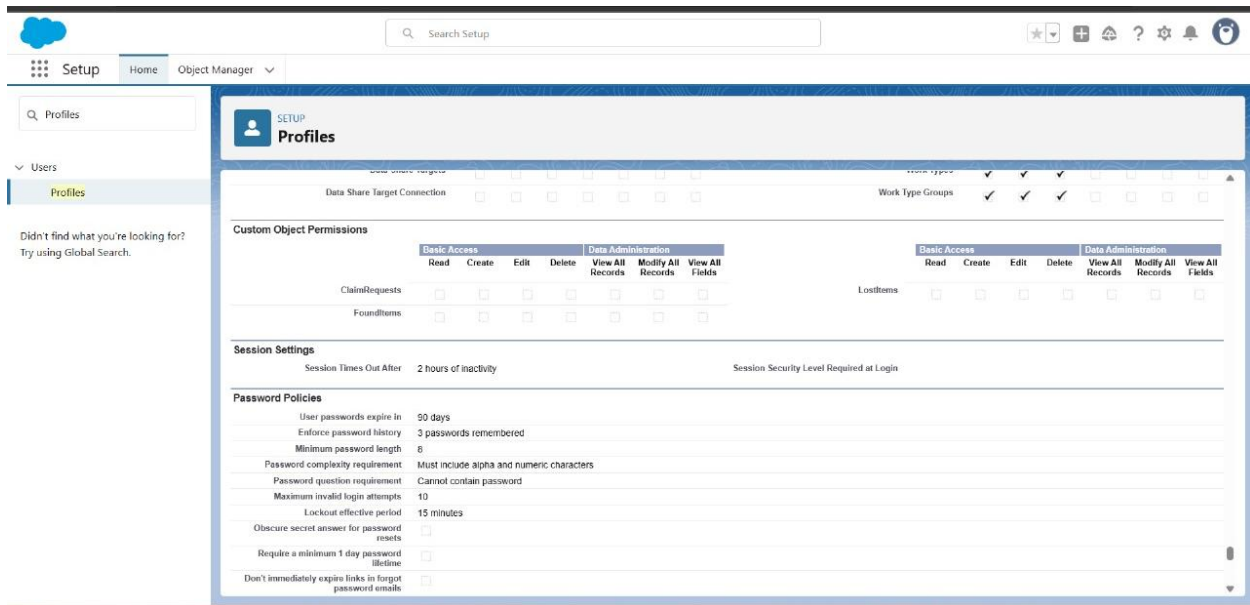 Search Setup
Setup Home Object Manager
Profiles
Users
Profiles
Didn't find what you're looking for?
Try using Global Search.
SETUP
Profiles
Data Share Targets Work Types
Data Share Target Connection Work Type Groups
Custom Object Permissions
Basic Access Data Administration Basic Access Data Administration
Read Create Edit Delete View All Records Modify All Records View All Fields Read Create Edit Delete View All Records Modify All Records View All Fields
ClaimRequests LostItems
FoundItems
Session Settings
Session Times Out After 2 hours of inactivity Session Security Level Required at Login
Password Policies
User passwords expire in 90 days
Enforce password history 3 passwords remembered
Minimum password length 8
Password complexity requirement Must include alpha and numeric characters
Password question requirement Cannot contain password
Maximum invalid login attempts 10
Lockout effective period 15 minutes
Obscure secret answer for password
resets
Require a minimum 1 day password
lifetime
Don't immediately expire links in forgot
password emails